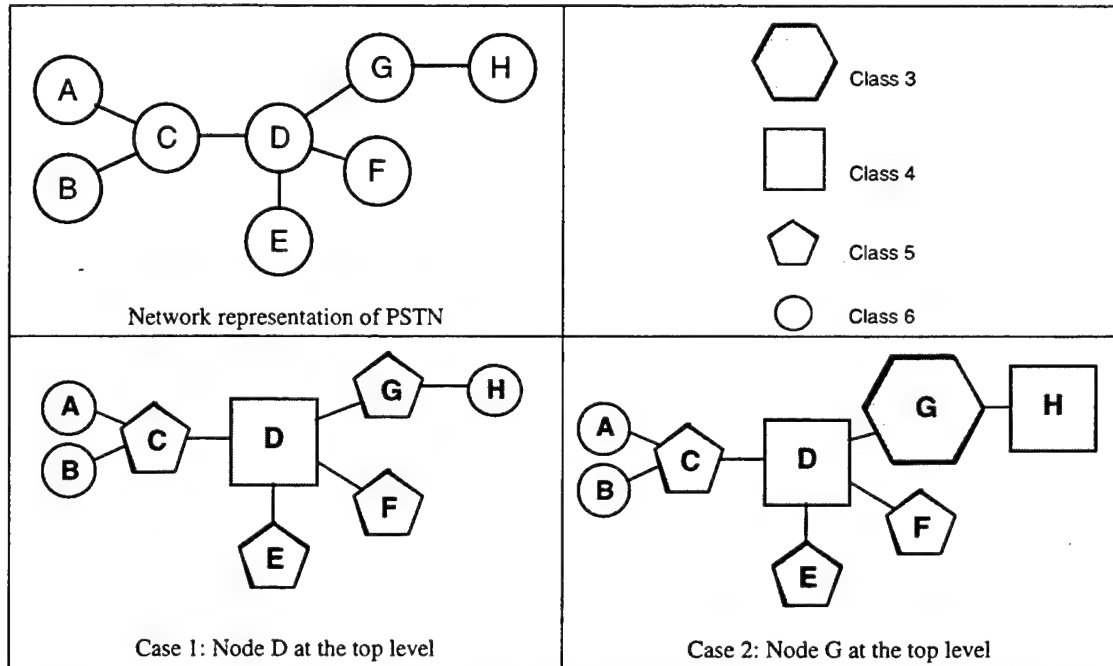 A
B
C
D
E
F
G
H
Network representation of PSTN
Class 3
Class 4
Class 5
Class 6
A
B
C
D
E
F
G
H
Case 1: Node D at the top level
A
B
C
D
E
F
G
H
Case 2: Node G at the top level